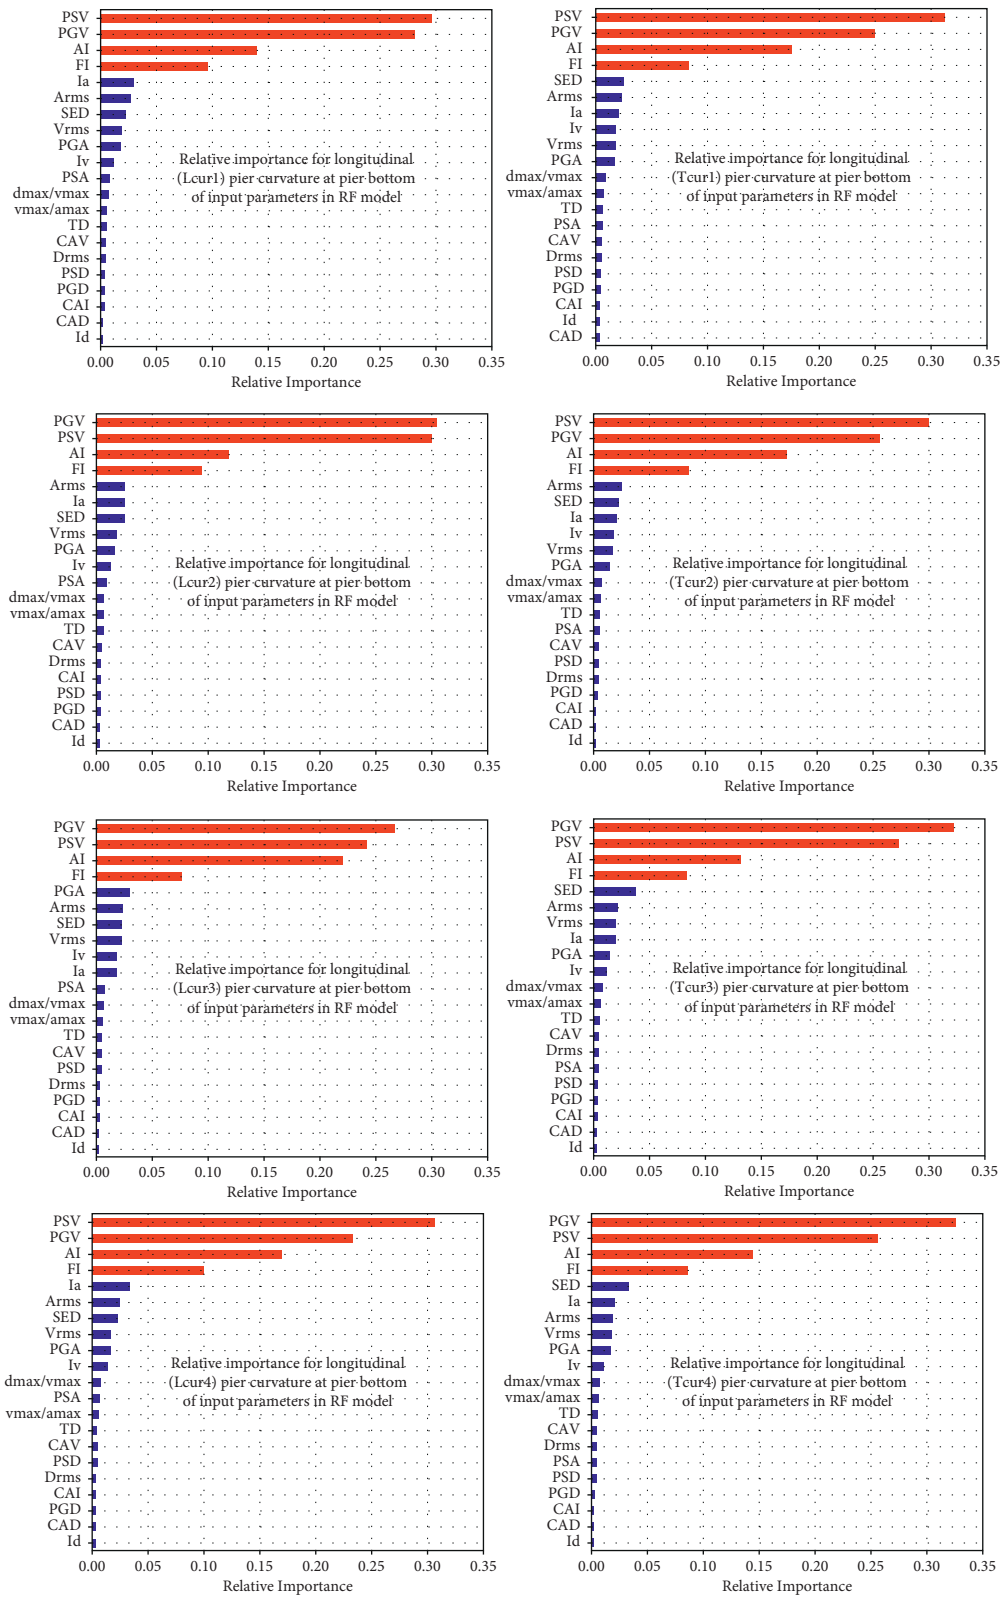 PSV
PGV
AI
FI
Ia
Arms
SED
Vrms
PGA
Iv
PSA
dmax/vmax
vmax/amax
TD
CAV
Drms
PSD
PGD
CAI
CAD
Id
Relative importance for longitudinal
(Lcur1) pier curvature at pier bottom
of input parameters in RF model
0.00 0.05 0.10 0.15 0.20 0.25 0.30 0.35
Relative Importance
PSV
PGV
AI
FI
SED
Arms
Ia
Iv
Vrms
PGA
dmax/vmax
vmax/amax
TD
PSA
CAV
Drms
PSD
PGD
CAI
Id
CAD
Relative importance for longitudinal
(Tcur1) pier curvature at pier bottom
of input parameters in RF model
0.00 0.05 0.10 0.15 0.20 0.25 0.30 0.35
Relative Importance
PGV
PSV
AI
FI
Arms
Ia
SED
Vrms
PGA
Iv
PSA
dmax/vmax
vmax/amax
TD
CAV
Drms
CAI
PSD
PGD
CAD
Id
Relative importance for longitudinal
(Lcur2) pier curvature at pier bottom
of input parameters in RF model
0.00 0.05 0.10 0.15 0.20 0.25 0.30 0.35
Relative Importance
PSV
PGV
AI
FI
Arms
SED
Ia
Iv
Vrms
PGA
dmax/vmax
vmax/amax
TD
PSA
CAV
PSD
Drms
PGD
CAI
CAD
Id
Relative importance for longitudinal
(Tcur2) pier curvature at pier bottom
of input parameters in RF model
0.00 0.05 0.10 0.15 0.20 0.25 0.30 0.35
Relative Importance
PGV
PSV
AI
FI
PGA
Arms
SED
Vrms
Iv
Ia
PSA
dmax/vmax
vmax/amax
TD
CAV
PSD
Drms
PGD
CAI
CAD
Id
Relative importance for longitudinal
(Lcur3) pier curvature at pier bottom
of input parameters in RF model
0.00 0.05 0.10 0.15 0.20 0.25 0.30 0.35
Relative Importance
PGV
PSV
AI
FI
SED
Arms
Vrms
Ia
PGA
Iv
dmax/vmax
vmax/amax
TD
CAV
Drms
PSA
PSD
PGD
CAI
CAD
Id
Relative importance for longitudinal
(Tcur3) pier curvature at pier bottom
of input parameters in RF model
0.00 0.05 0.10 0.15 0.20 0.25 0.30 0.35
Relative Importance
PSV
PGV
AI
FI
Ia
Arms
SED
Vrms
PGA
Iv
dmax/vmax
PSA
vmax/amax
TD
CAV
PSD
Drms
CAI
PGD
CAD
Id
Relative importance for longitudinal
(Lcur4) pier curvature at pier bottom
of input parameters in RF model
0.00 0.05 0.10 0.15 0.20 0.25 0.30 0.35
Relative Importance
PGV
PSV
AI
FI
SED
Ia
Arms
Vrms
PGA
Iv
dmax/vmax
vmax/amax
TD
CAV
Drms
PSA
PSD
PGD
CAI
CAD
Id
Relative importance for longitudinal
(Tcur4) pier curvature at pier bottom
of input parameters in RF model
0.00 0.05 0.10 0.15 0.20 0.25 0.30 0.35
Relative Importance